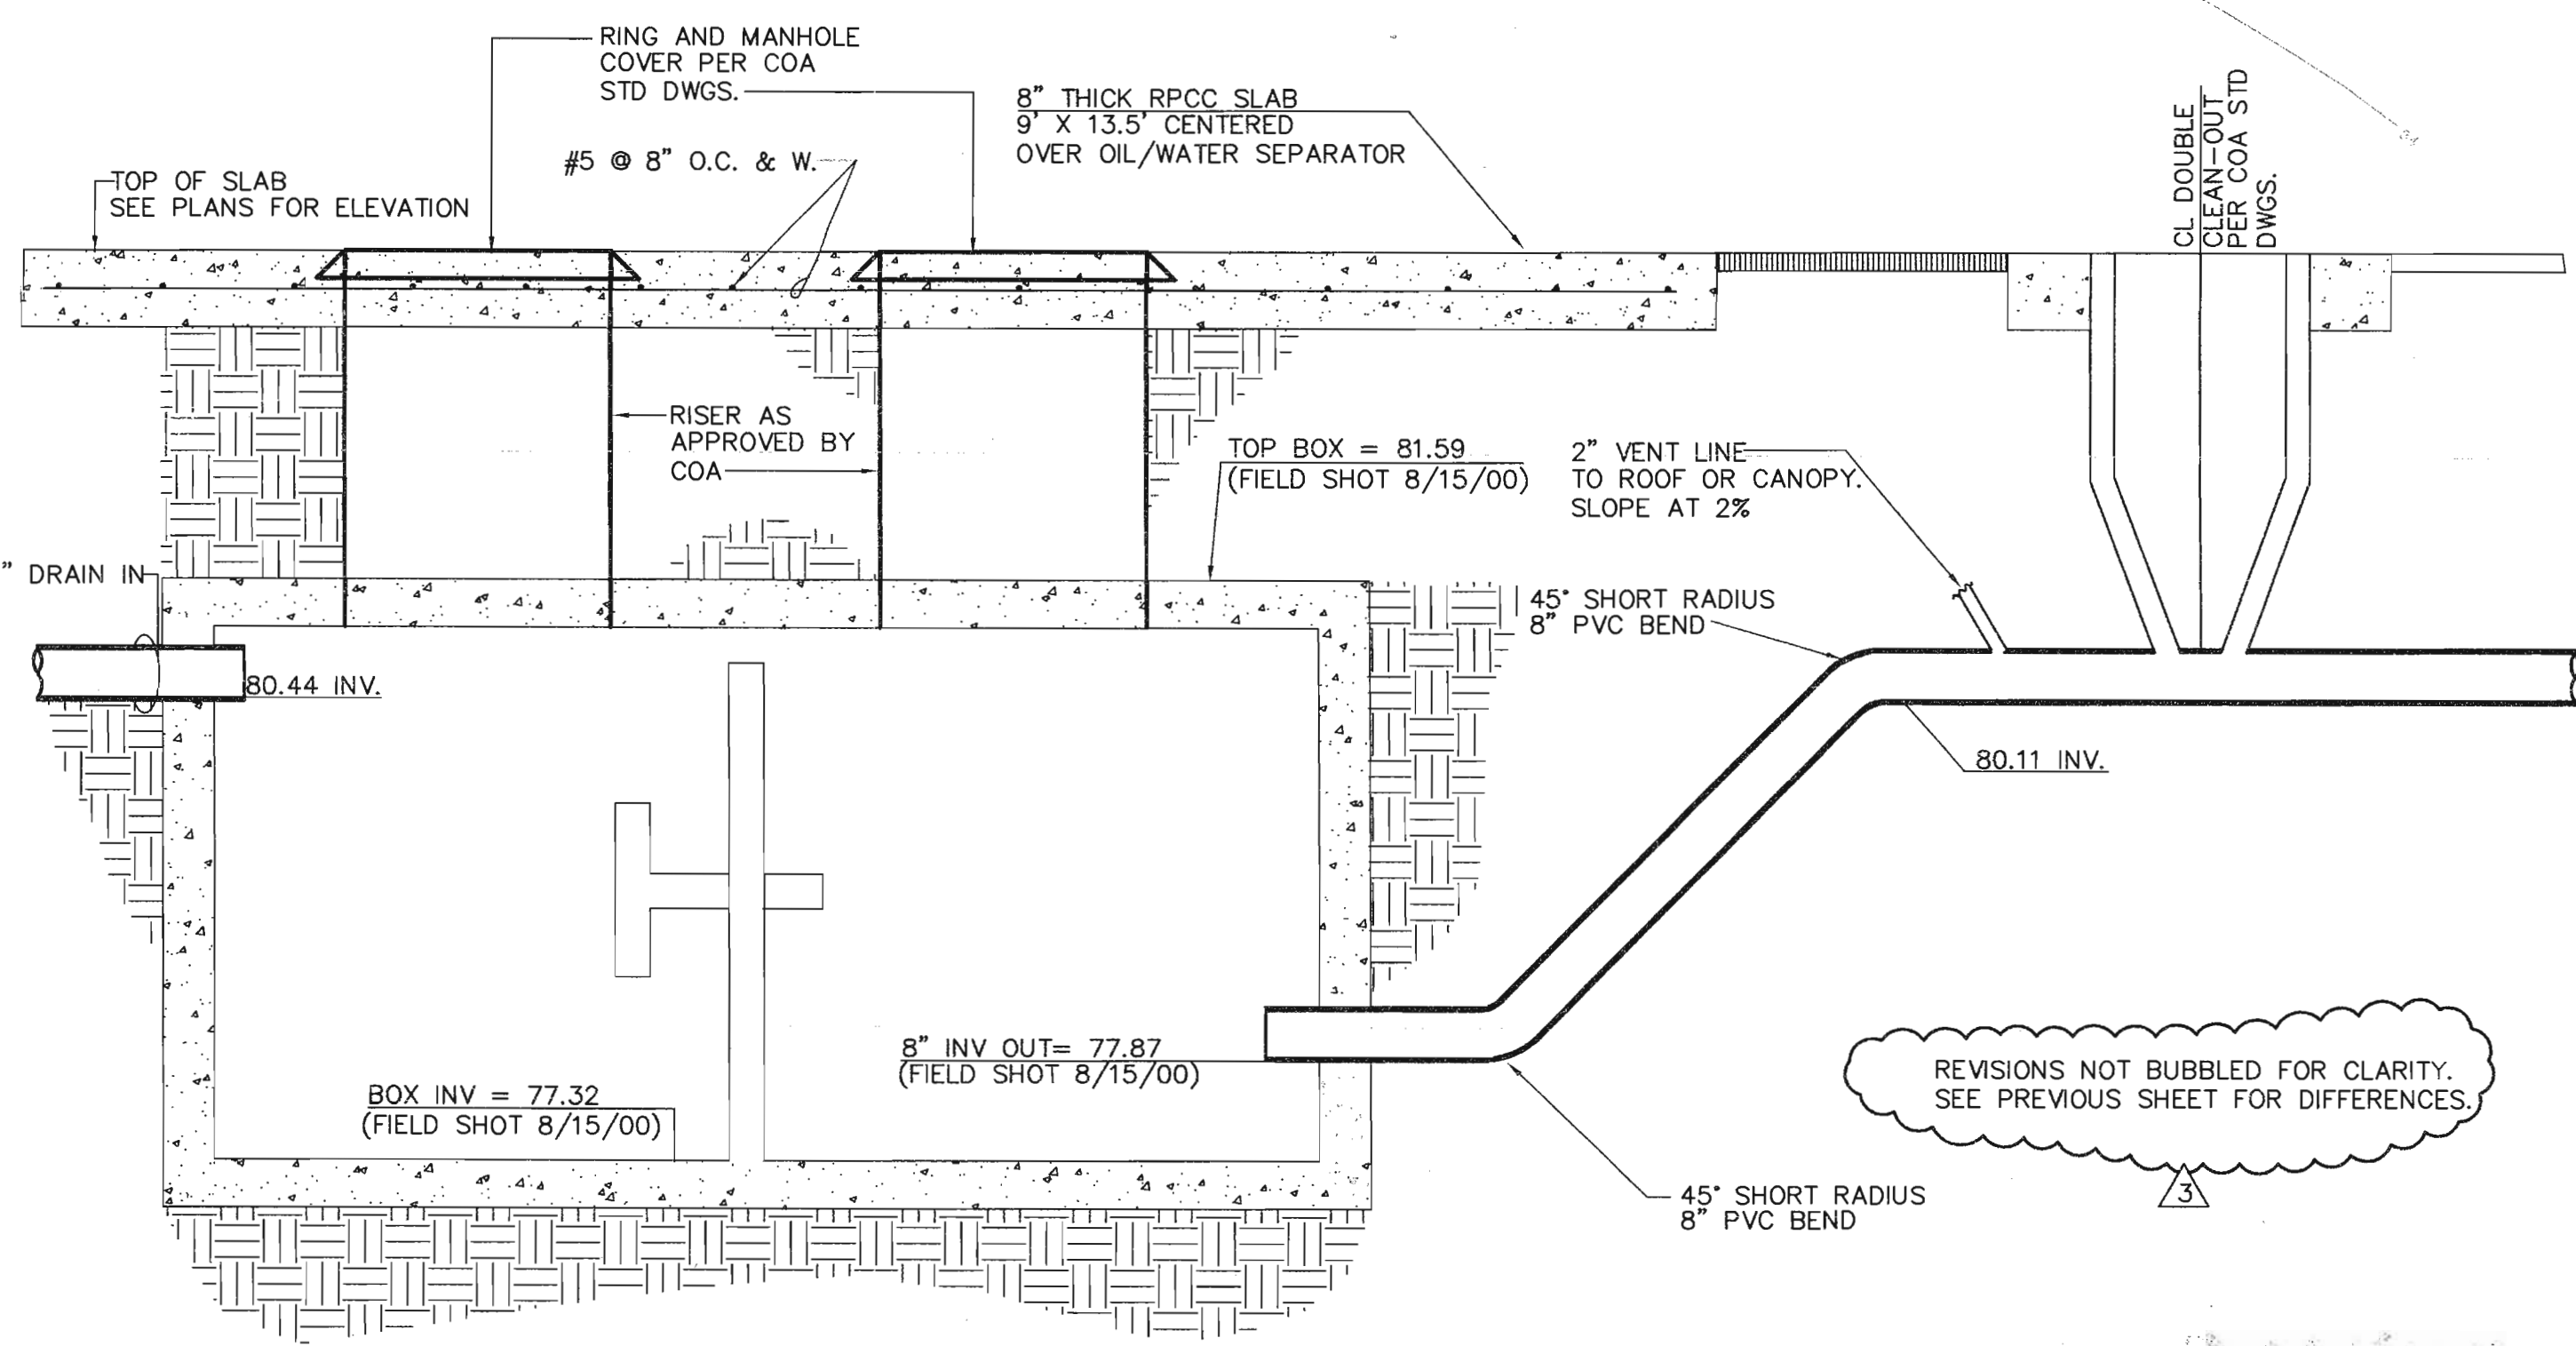 RING AND MANHOLE
COVER PER COA
STD DWGS.
8" THICK RPCC SLAB
9' X 13.5' CENTERED
OVER OIL/WATER SEPARATOR
#5 @ 8" O.C. & W.
TOP OF SLAB
SEE PLANS FOR ELEVATION
CL DOUBLE
CLEAN-OUT
PER COA STD
DWGS.
RISER AS
APPROVED BY
COA
TOP BOX = 81.59
(FIELD SHOT 8/15/00)
2" VENT LINE
TO ROOF OR CANOPY.
SLOPE AT 2%
" DRAIN IN
45° SHORT RADIUS
8" PVC BEND
80.44 INV.
80.11 INV.
8" INV OUT= 77.87
(FIELD SHOT 8/15/00)
BOX INV = 77.32
(FIELD SHOT 8/15/00)
REVISIONS NOT BUBBLED FOR CLARITY.
SEE PREVIOUS SHEET FOR DIFFERENCES.
3
45° SHORT RADIUS
8" PVC BEND